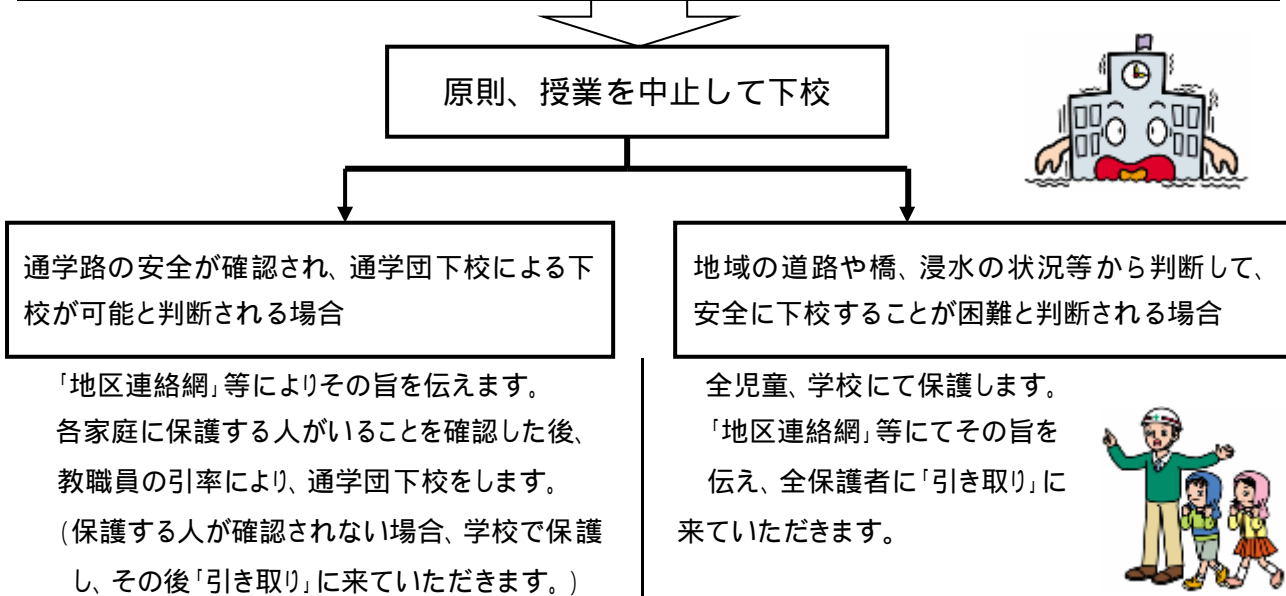 原則、授業を中止して下校
通学路の安全が確認され、通学団下校による下
校が可能と判断される場合
「地区連絡網」等によりその旨を伝えます。
各家庭に保護する人がいることを確認した後、
教職員の引率により、通学団下校をします。
(保護する人が確認されない場合、学校で保護
し、その後「引き取り」に来ていただきます。)
地域の道路や橋、浸水の状況等から判断して、
安全に下校することが困難と判断される場合
全児童、学校にて保護します。
「地区連絡網」等にてその旨を
伝え、全保護者に「引き取り」に
来ていただきます。